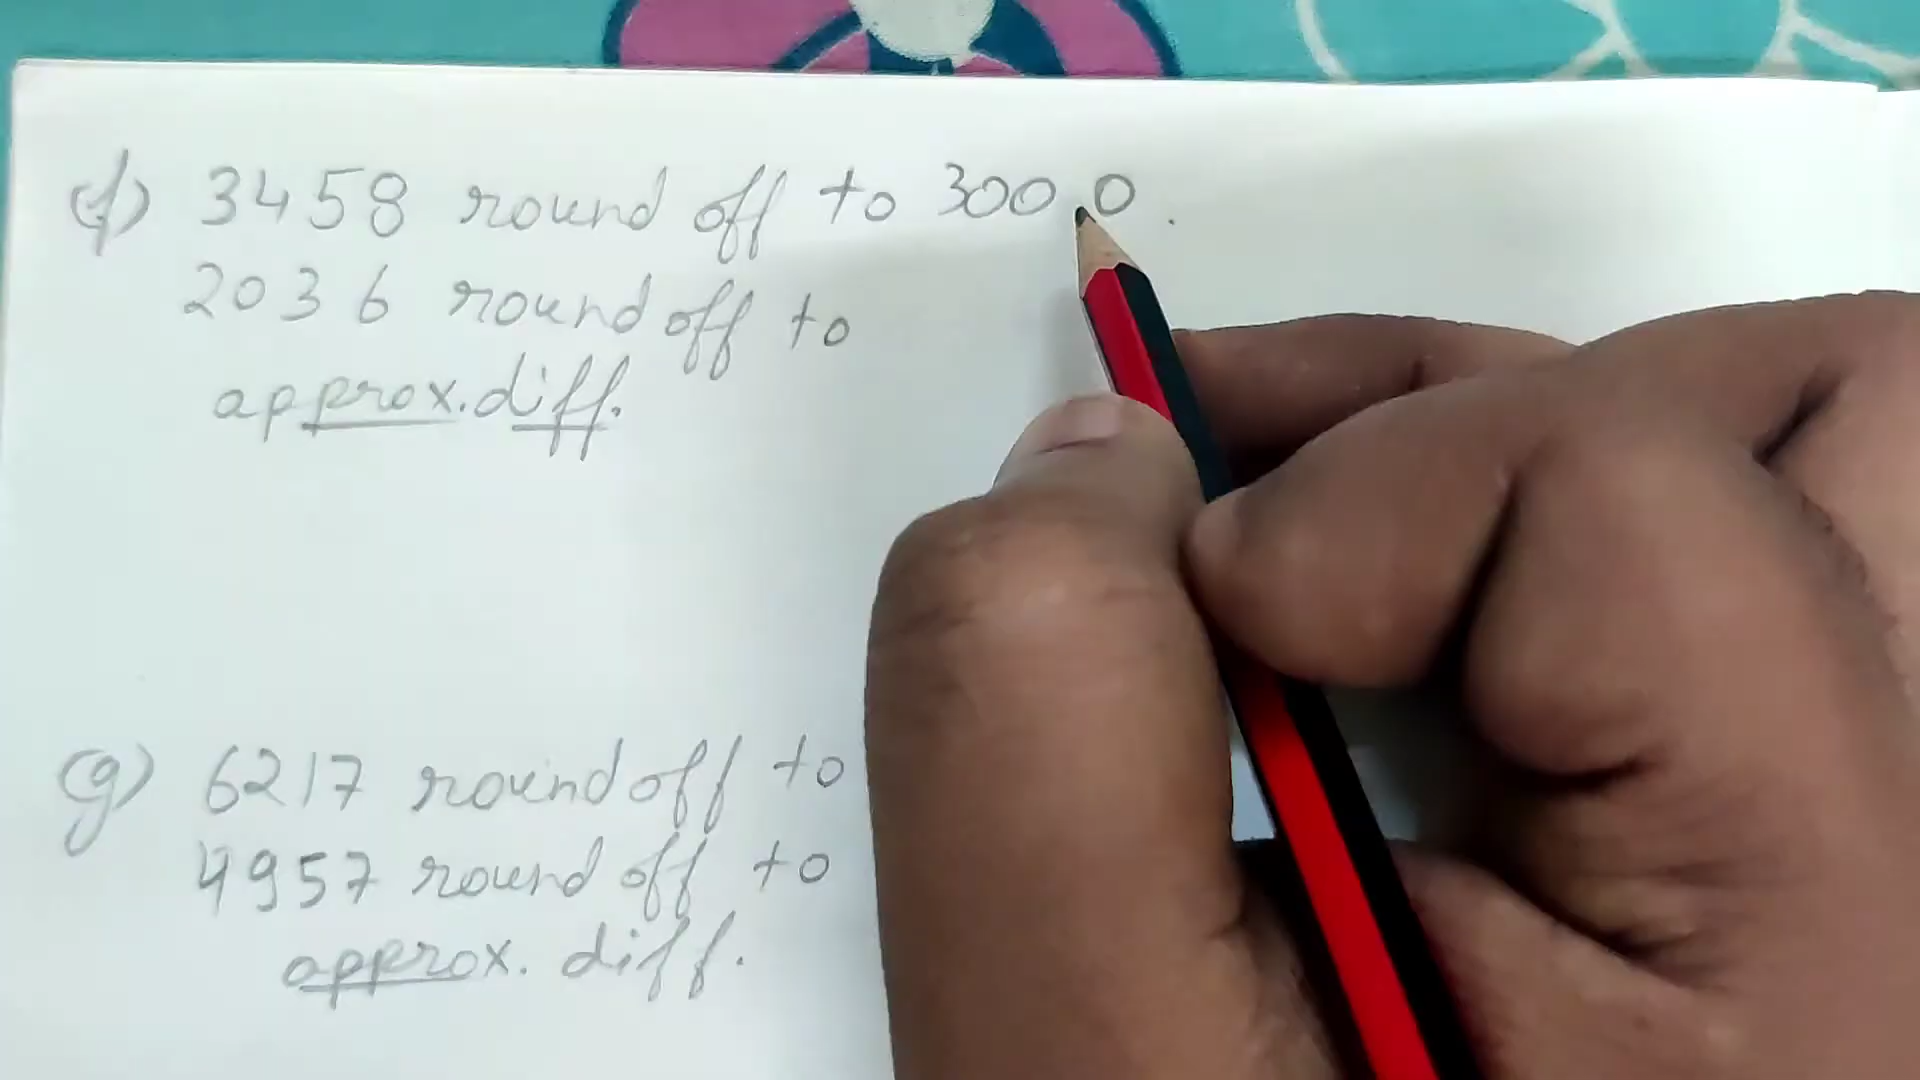 (f) 3458 round off to 3000.
2036 round off to
approx. diff.
(g) 6217 round off to
4957 round off to
approx. diff.